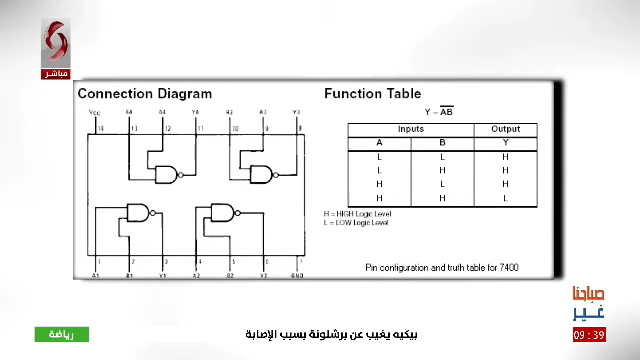 مباشر
Connection Diagram
Vcc B4 A4 Y4 B3 A3 Y3
14 13 12 11 10 9 8
1 2 3 4 5 6 7
A1 B1 Y1 A2 B2 Y2 GND
Function Table
Y = \overline{AB}
Inputs Output
A B Y
L L H
L H H
H L H
H H L
H = HIGH Logic Level
L = LOW Logic Level
Pin configuration and truth table for 7400
صباحنا
غير
09 : 39
رياضة
بيكيه يغيب عن برشلونة بسبب الإصابة